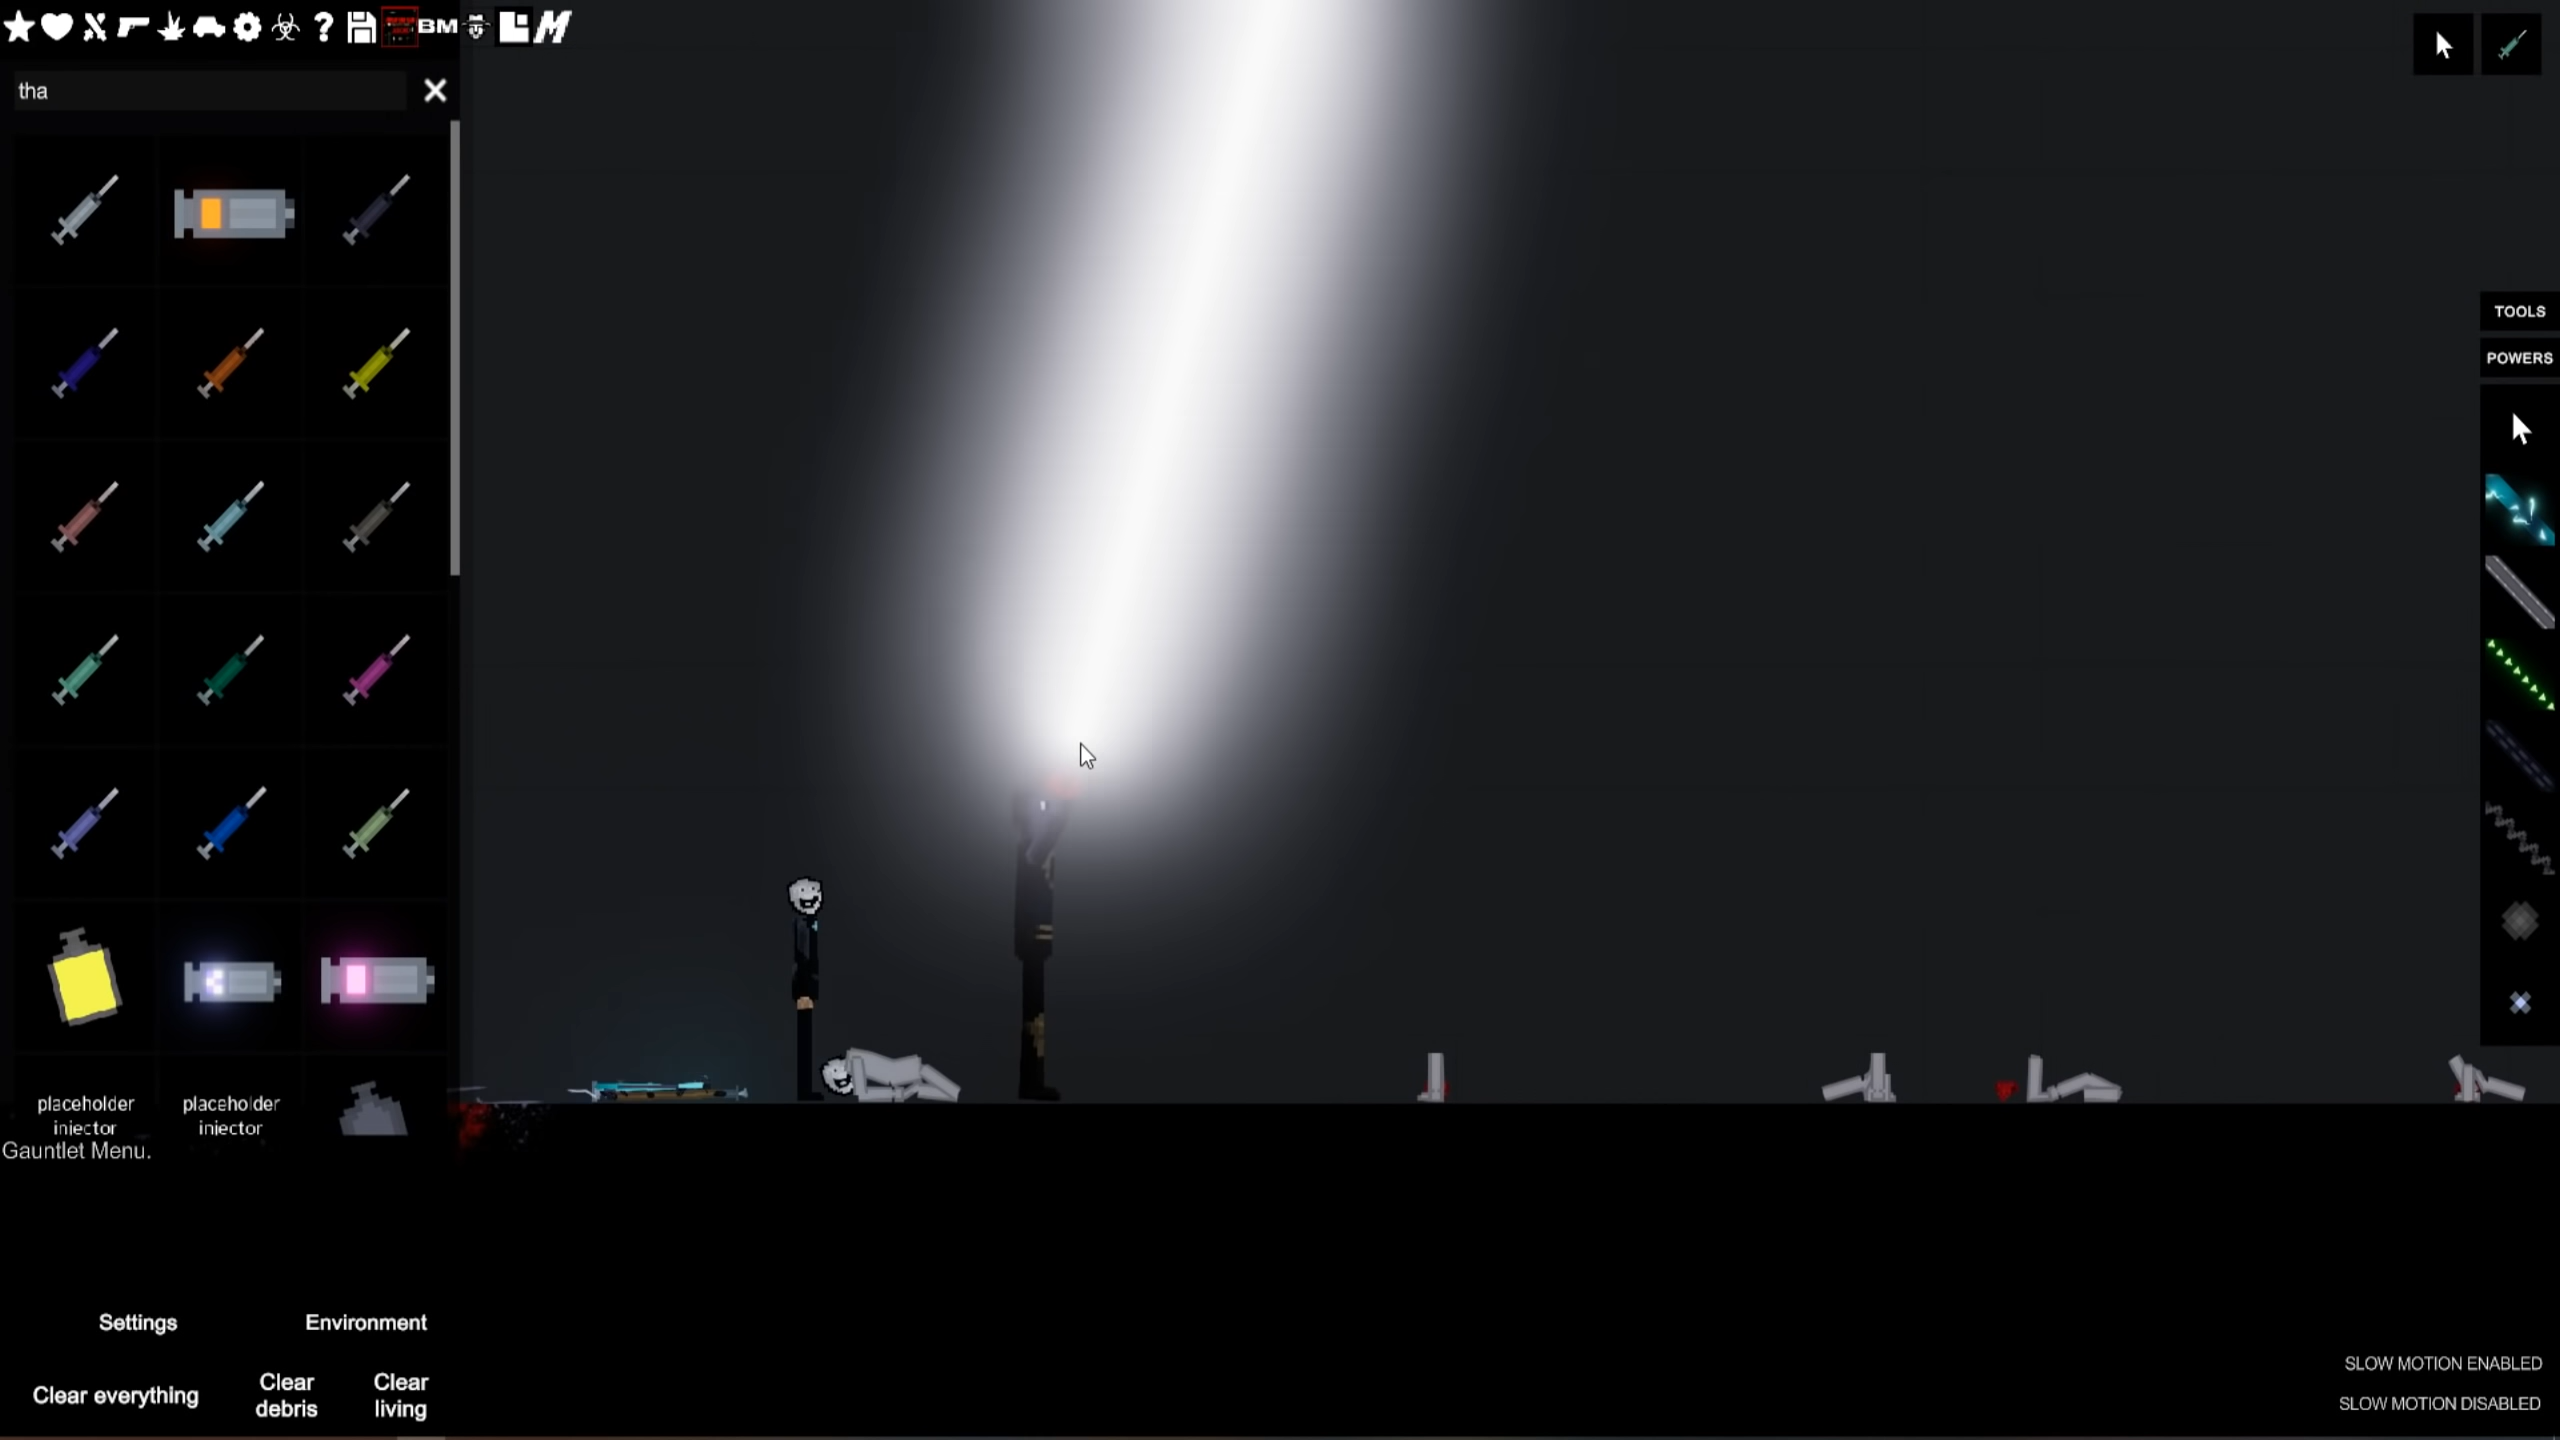 BM
M
tha
TOOLS
POWERS
placeholder
injector
placeholder
injector
Gauntlet Menu.
Settings
Environment
Clear everything
Clear
debris
Clear
living
SLOW MOTION ENABLED
SLOW MOTION DISABLED